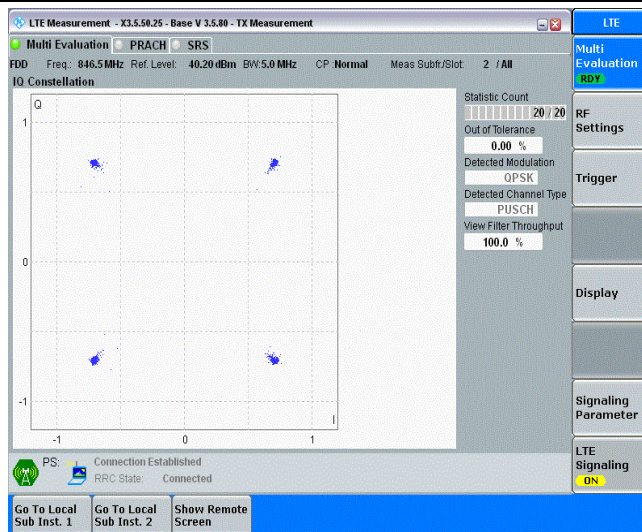 LTE Measurement - X3.5.50.25 - Base V 3.5.80 - TX Measurement
LTE
Multi Evaluation PRACH SRS
FDD Freq.: 846.5 MHz Ref. Level: 40.20 dBm BW: 5.0 MHz CP : Normal Meas Subfr./Slot: 2 / All
IQ Constellation
Q
1
0
-1
I
-1 0 1
Statistic Count
20 / 20
Out of Tolerance
0.00 %
Detected Modulation
QPSK
Detected Channel Type
PUSCH
View Filter Throughput
100.0 %
Multi
Evaluation
RDY
RF
Settings
Trigger
Display
Signaling
Parameter
LTE
Signaling
ON
PS: Connection Established
RRC State: Connected
Go To Local
Sub Inst. 1
Go To Local
Sub Inst. 2
Show Remote
Screen